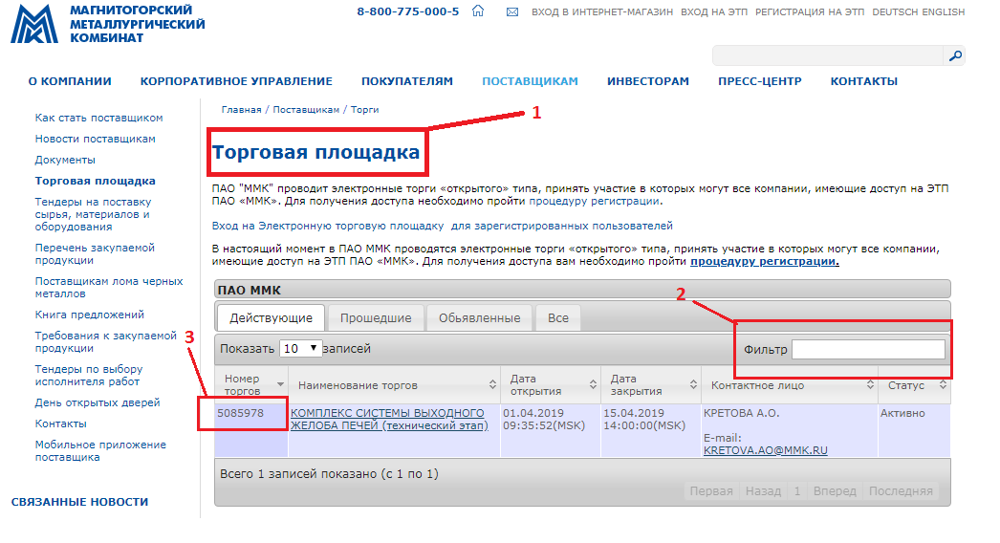 МАГНИТОГОРСКИЙ
МЕТАЛЛУРГИЧЕСКИЙ
КОМБИНАТ
8-800-775-000-5 ВХОД В ИНТЕРНЕТ-МАГАЗИН ВХОД НА ЭТП РЕГИСТРАЦИЯ НА ЭТП DEUTSCH ENGLISH
О КОМПАНИИ КОРПОРАТИВНОЕ УПРАВЛЕНИЕ ПОКУПАТЕЛЯМ ПОСТАВЩИКАМ ИНВЕСТОРАМ ПРЕСС-ЦЕНТР КОНТАКТЫ
Как стать поставщиком
Новости поставщикам
Документы
Торговая площадка
Тендеры на поставку
сырья, материалов и
оборудования
Перечень закупаемой
продукции
Поставщикам лома черных
металлов
Книга предложений
Требования к закупаемой
продукции
Тендеры по выбору
исполнителя работ
День открытых дверей
Контакты
Мобильное приложение
поставщика
СВЯЗАННЫЕ НОВОСТИ
Главная / Поставщикам / Торги
1
Торговая площадка
ПАО "ММК" проводит электронные торги «открытого» типа, принять участие в которых могут все компании, имеющие доступ на ЭТП
ПАО «ММК». Для получения доступа необходимо пройти процедуру регистрации.
Вход на Электронную торговую площадку для зарегистрированных пользователей
В настоящий момент в ПАО ММК проводятся электронные торги «открытого» типа, принять участие в которых могут все компании,
имеющие доступ на ЭТП ПАО «ММК». Для получения доступа вам необходимо пройти процедуру регистрации.
ПАО ММК
2
Действующие Прошедшие Обьявленные Все
3
Показать 10 записей Фильтр
Номер
торгов
Наименование торгов
Дата
открытия
Дата
закрытия
Контактное лицо
Статус
5085978
КОМПЛЕКС СИСТЕМЫ ВЫХОДНОГО
ЖЕЛОБА ПЕЧЕЙ (технический этап)
01.04.2019
09:35:52(MSK)
15.04.2019
14:00:00(MSK)
КРЕТОВА А.О.
E-mail:
KRETOVA.AO@MMK.RU
Активно
Всего 1 записей показано (с 1 по 1)
Первая Назад 1 Вперед Последняя